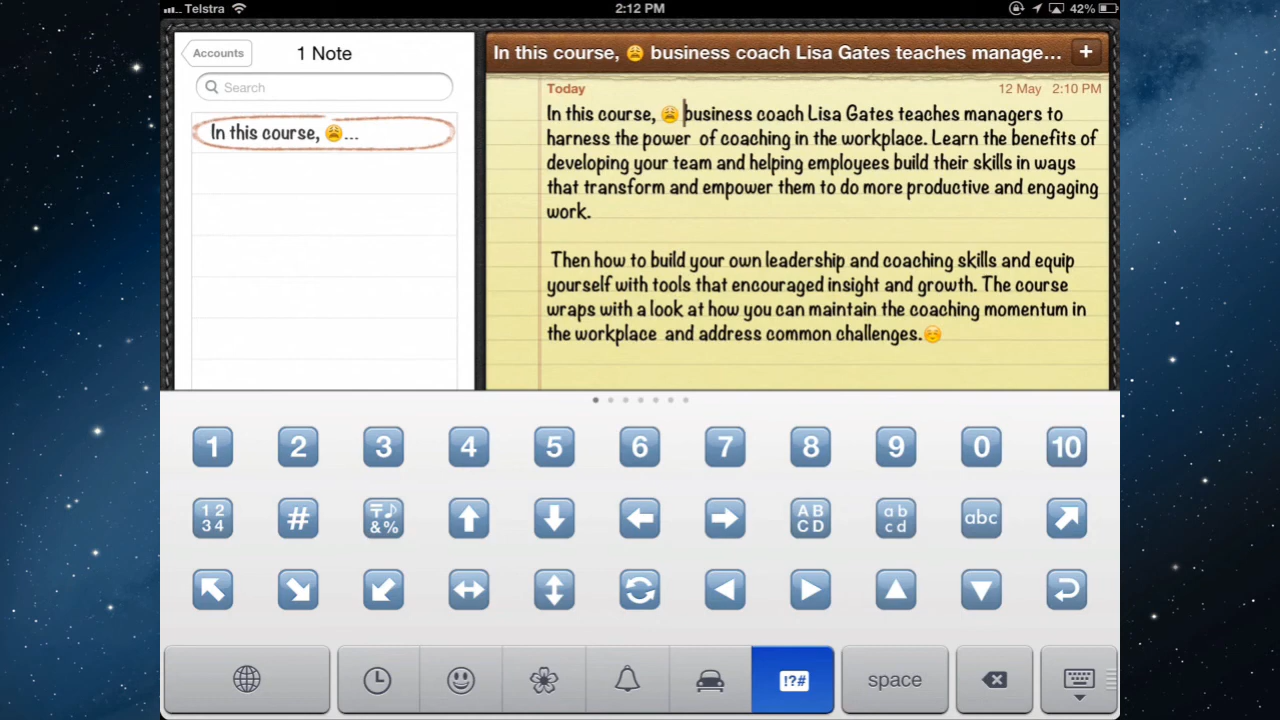 Telstra 2:12 PM 42%
Accounts 1 Note
Search
In this course, 😩...
In this course, 😩 business coach Lisa Gates teaches manage... +
Today 12 May 2:10 PM
In this course, 😩 business coach Lisa Gates teaches managers to
harness the power of coaching in the workplace. Learn the benefits of
developing your team and helping employees build their skills in ways
that transform and empower them to do more productive and engaging
work.
Then how to build your own leadership and coaching skills and equip
yourself with tools that encouraged insight and growth. The course
wraps with a look at how you can maintain the coaching momentum in
the workplace and address common challenges.☺️
1 2 3 4 5 6 7 8 9 0 10
1234 # 〒♪&% ABCD abcd abc
!?# space